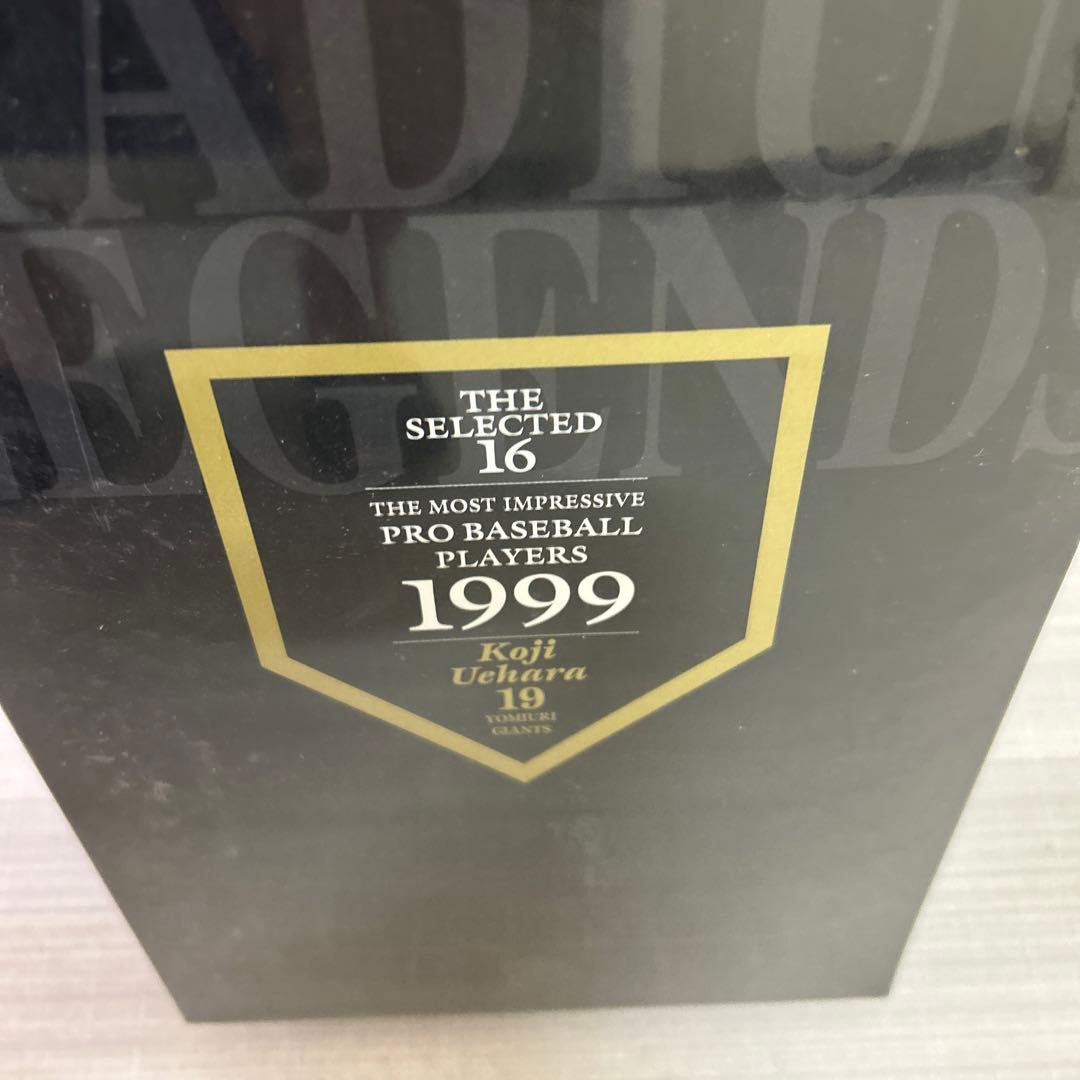 THE
SELECTED
16
THE MOST IMPRESSIVE
PRO BASEBALL
PLAYERS
1999
Koji
Uehara
19
YOMIURI
GIANTS